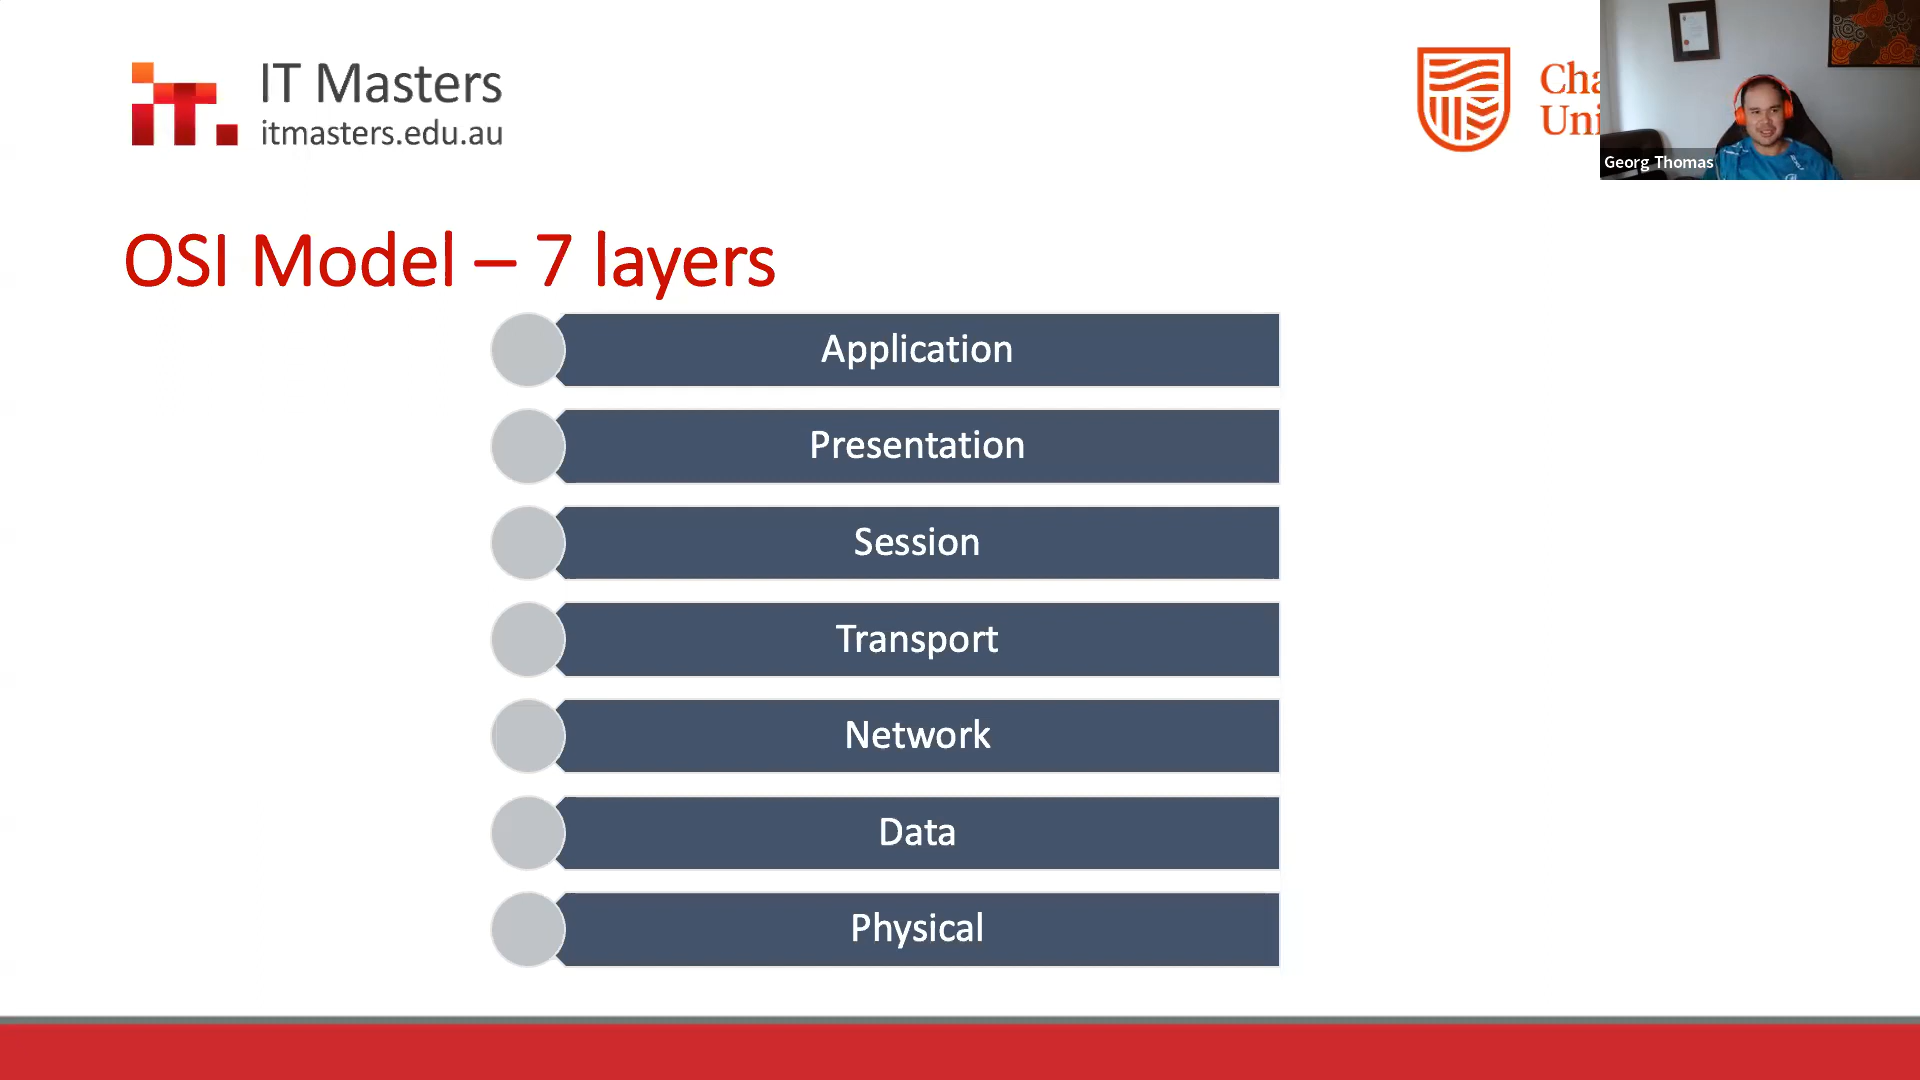 IT Masters
itmasters.edu.au
Georg Thomas
OSI Model – 7 layers
Application
Presentation
Session
Transport
Network
Data
Physical